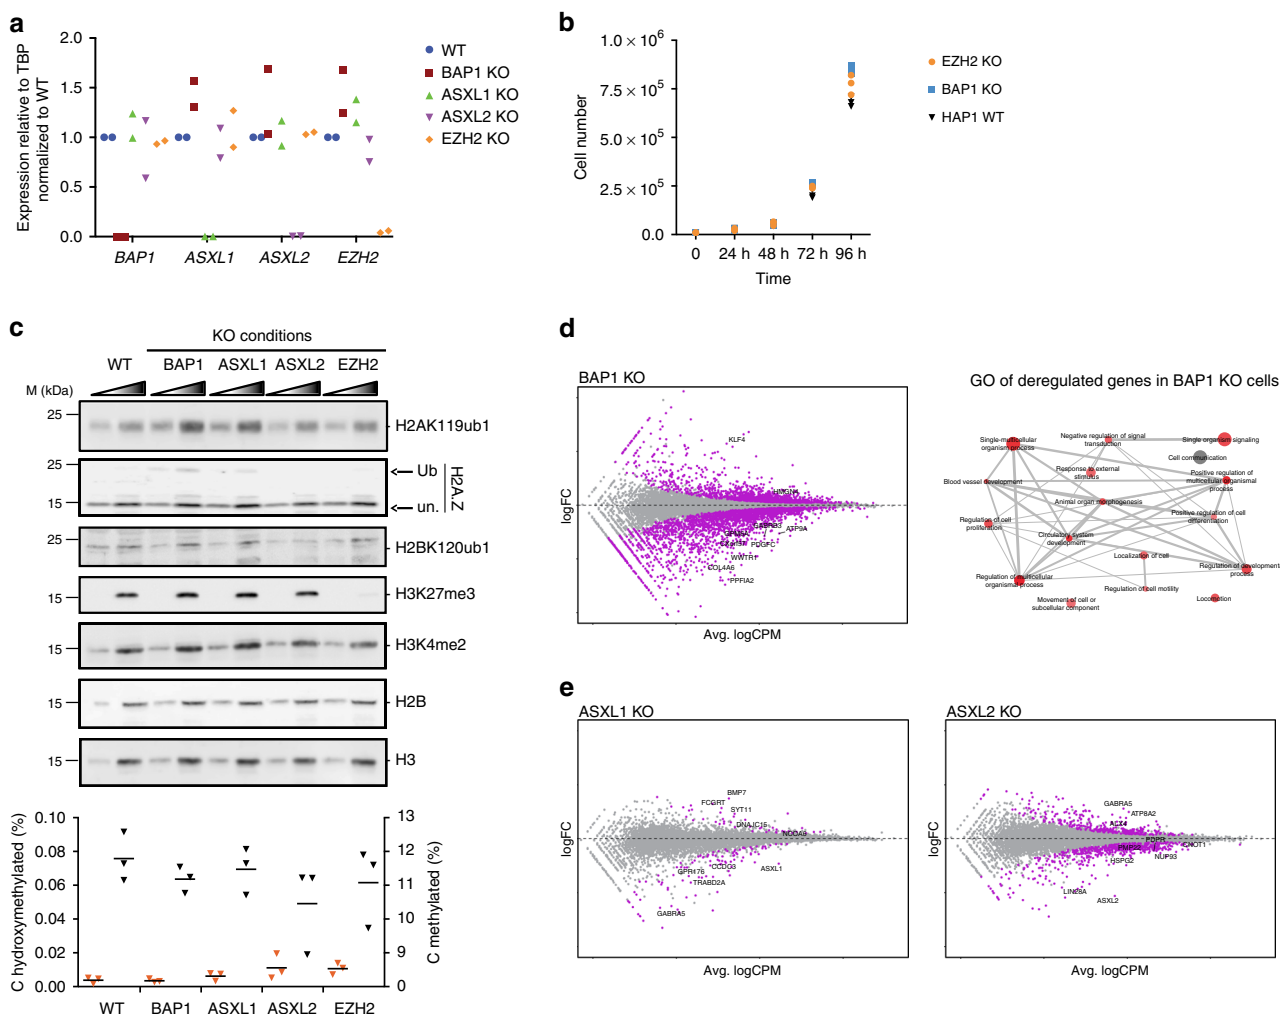 a
Expression relative to TBP
normalized to WT
2.0
1.5
1.0
0.5
0.0
BAP1
ASXL1
ASXL2
EZH2
WT
BAP1 KO
ASXL1 KO
ASXL2 KO
EZH2 KO
b
Cell number
1.0 × 10⁶
7.5 × 10⁵
5.0 × 10⁵
2.5 × 10⁵
0.0
0
24 h
48 h
72 h
96 h
Time
EZH2 KO
BAP1 KO
HAP1 WT
c
KO conditions
WT
BAP1
ASXL1
ASXL2
EZH2
M (kDa)
25
H2AK119ub1
25
15
Ub
un.
H2A.Z
25
H2BK120ub1
15
H3K27me3
15
H3K4me2
15
H2B
15
H3
C hydroxymethylated (%)
0.10
0.08
0.06
0.04
0.02
0.00
13
12
11
10
9
0
C methylated (%)
WT
BAP1
ASXL1
ASXL2
EZH2
d
BAP1 KO
logFC
KLF4
ATP9A
PDGFC
WWTR1
COL4A6
PPFIA2
Avg. logCPM
GO of deregulated genes in BAP1 KO cells
Single-multicellular
organism process
Negative regulation of signal
transduction
Single organism signaling
Cell communication
Response to external
stimulus
Positive regulation of
multicellular organismal
process
Blood vessel development
Animal organ morphogenesis
Positive regulation of cell
differentiation
Regulation of cell
proliferation
Circulatory system
development
Localization of cell
Regulation of development
process
Regulation of multicellular
organismal process
Regulation of cell motility
Movement of cell or
subcellular component
Locomotion
e
ASXL1 KO
logFC
BMP7
FCGRT
SYT11
DNAJC15
NCOA6
CCDC3
ASXL1
GPR176
TRABD2A
GABRA5
Avg. logCPM
ASXL2 KO
logFC
GABRA5
ATP8A2
CNOT1
NUP93
HSPG2
LIN28A
ASXL2
Avg. logCPM